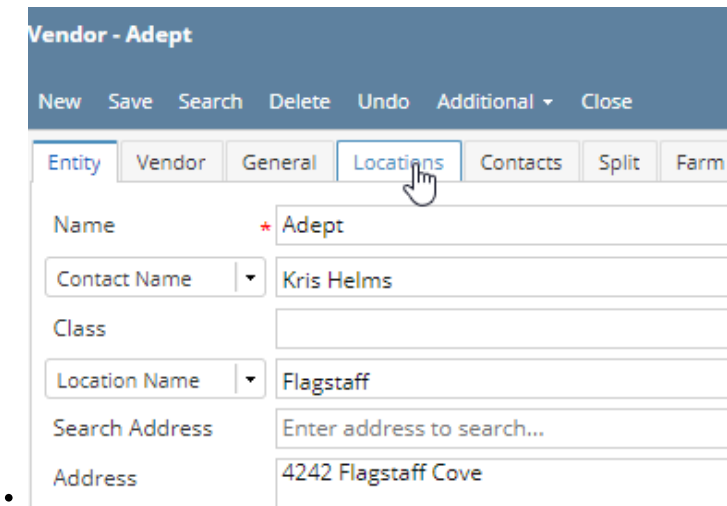 Vendor - Adept
New Save Search Delete Undo Additional Close
Entity Vendor General Locations Contacts Split Farm
Name * Adept
Contact Name Kris Helms
Class
Location Name Flagstaff
Search Address Enter address to search...
Address 4242 Flagstaff Cove